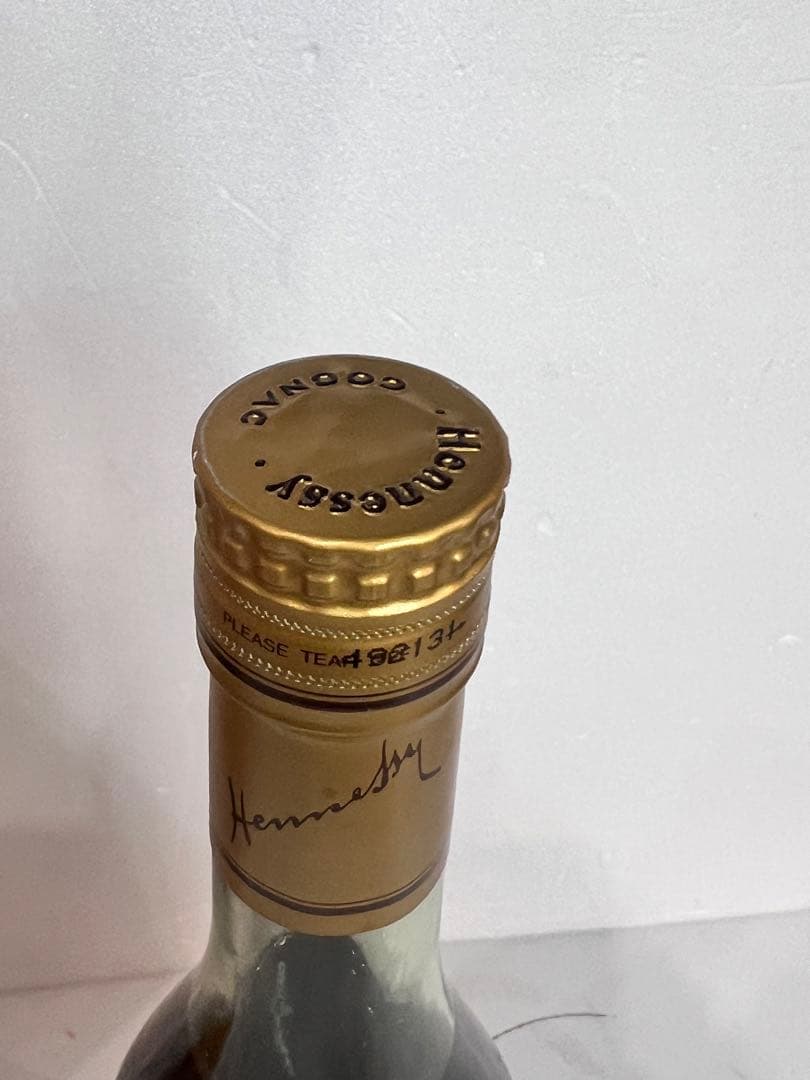 · Hennessy ·
COGNAC
PLEASE TEAR
Hennessy